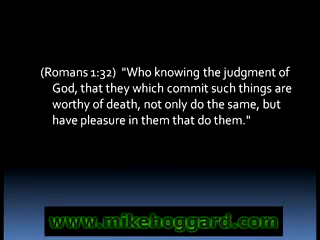 (Romans 1:32) "Who knowing the judgment of
God, that they which commit such things are
worthy of death, not only do the same, but
have pleasure in them that do them."
www.mikehoggard.com